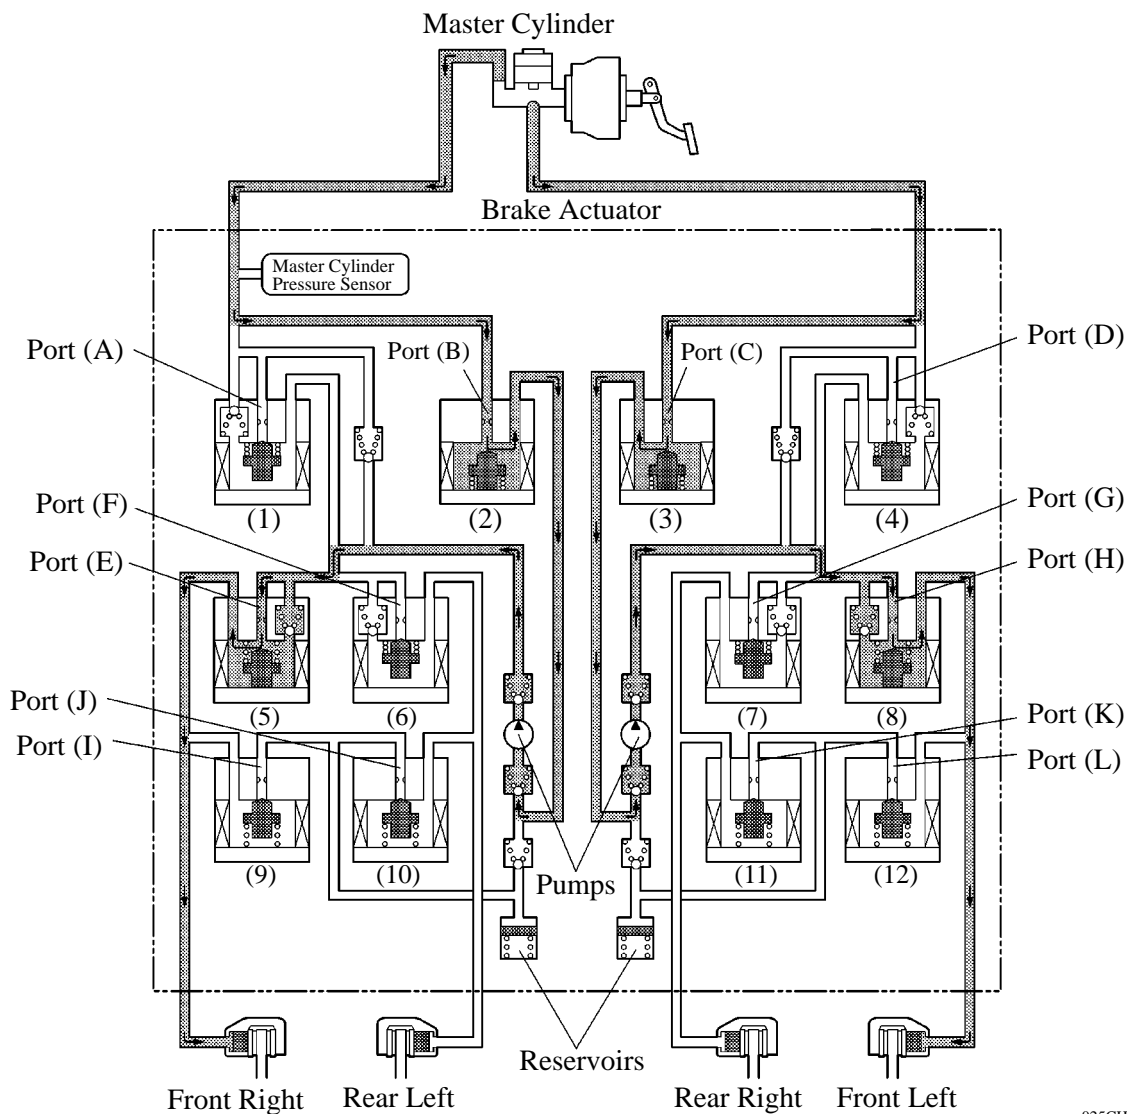 Master Cylinder
Brake Actuator
Master Cylinder
Pressure Sensor
Port (A)
Port (B)
Port (C)
Port (D)
(1)
(2)
(3)
(4)
Port (F)
Port (G)
Port (E)
Port (H)
(5)
(6)
(7)
(8)
Port (J)
Port (K)
Port (I)
Port (L)
(9)
(10)
(11)
(12)
Pumps
Reservoirs
Front Right
Rear Left
Rear Right
Front Left